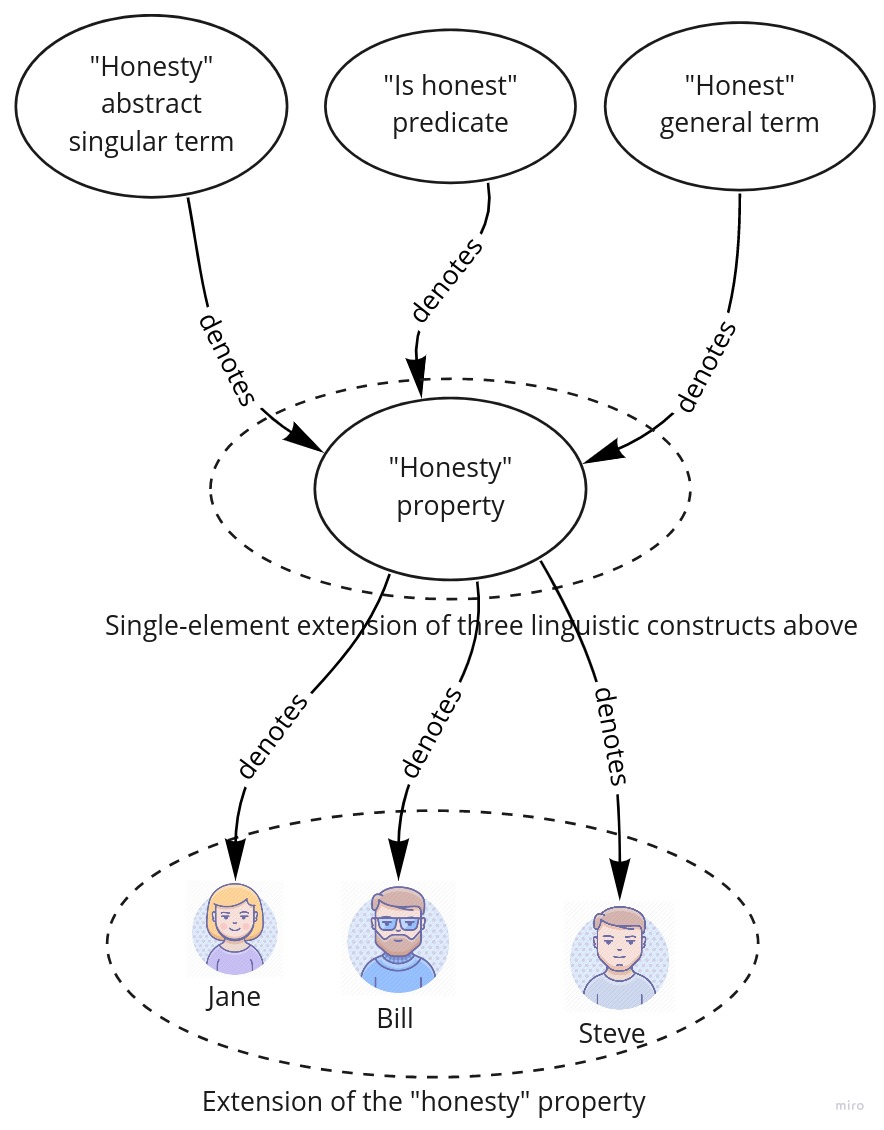 "Honesty"
abstract
singular term
"Is honest"
predicate
"Honest"
general term
denotes
denotes
denotes
"Honesty"
property
Single-element extension of three linguistic constructs above
denotes
denotes
denotes
Jane
Bill
Steve
Extension of the "honesty" property
miro